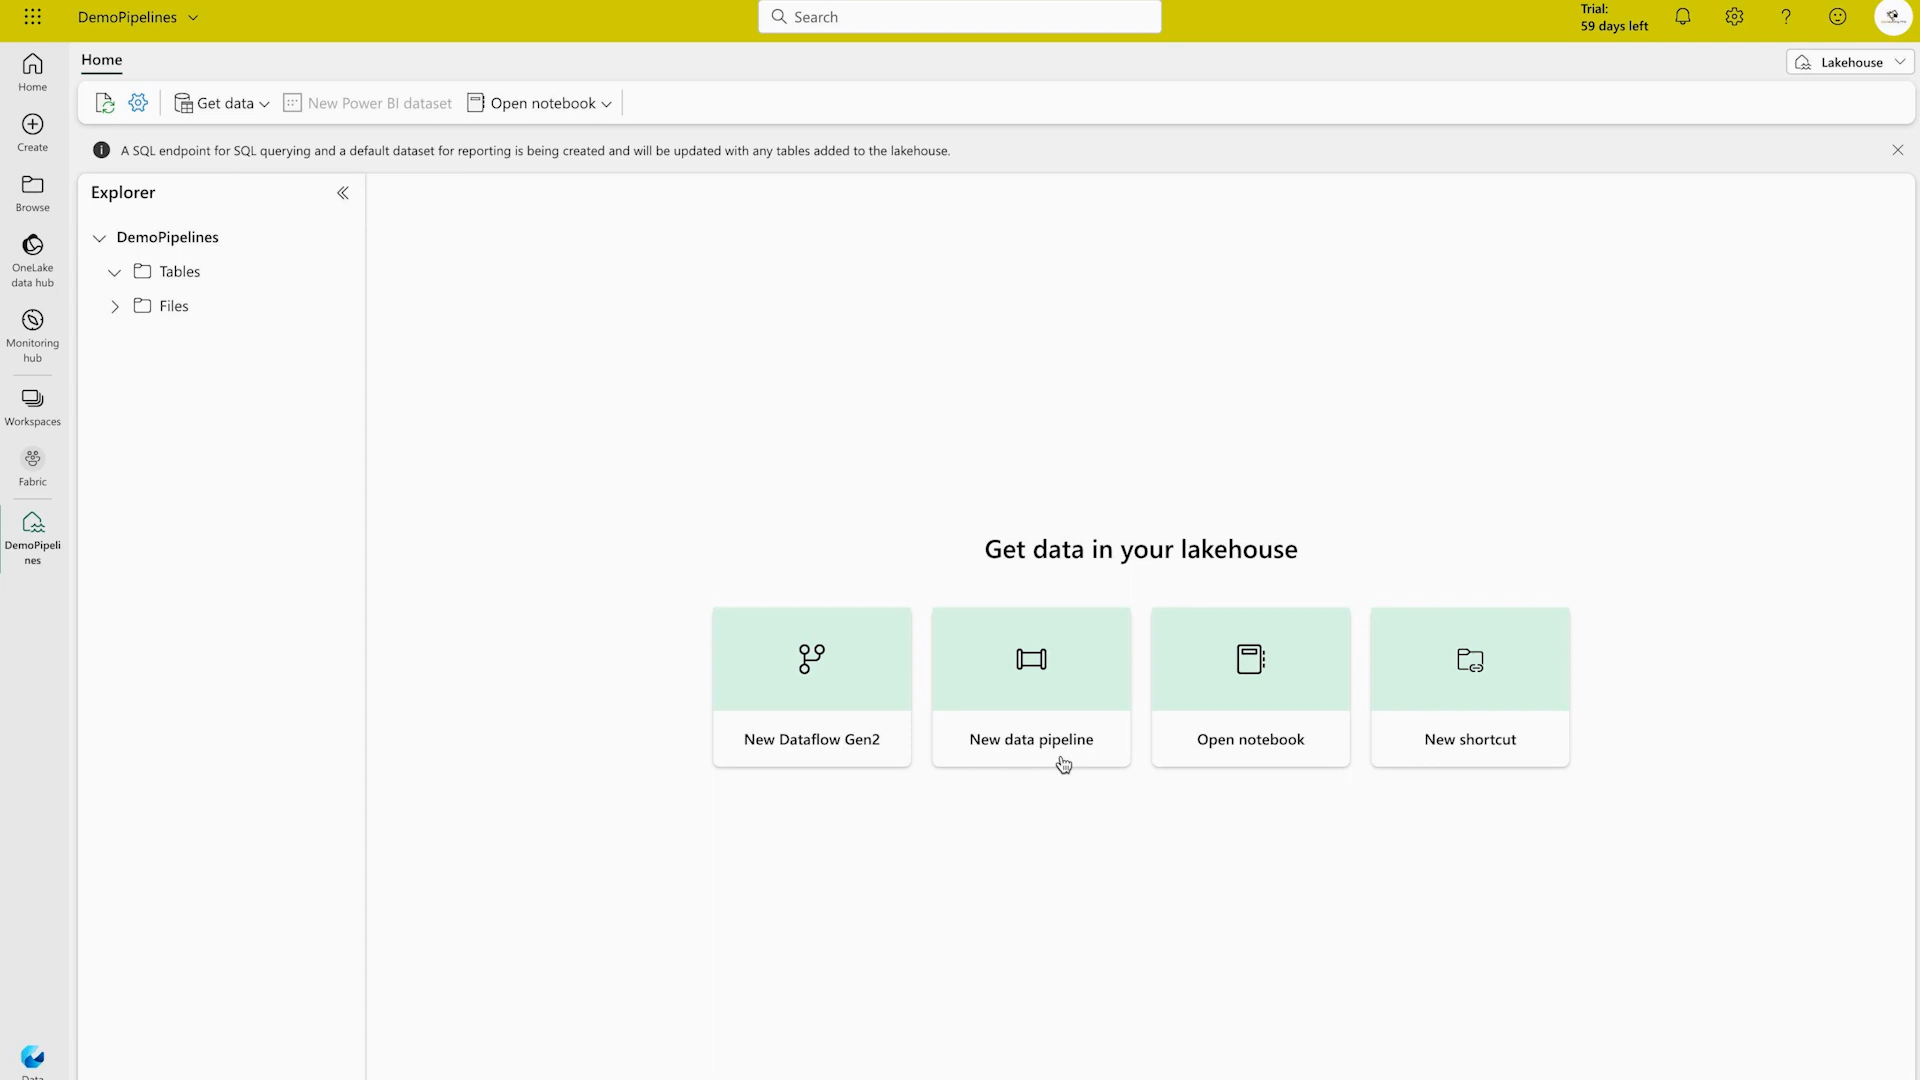 DemoPipelines
Search
Trial:
59 days left
Home
Home
Lakehouse
Get data
New Power BI dataset
Open notebook
A SQL endpoint for SQL querying and a default dataset for reporting is being created and will be updated with any tables added to the lakehouse.
Create
Browse
OneLake
data hub
Monitoring
hub
Workspaces
Fabric
DemoPipeli
nes
Data
Explorer
DemoPipelines
Tables
Files
Get data in your lakehouse
New Dataflow Gen2
New data pipeline
Open notebook
New shortcut